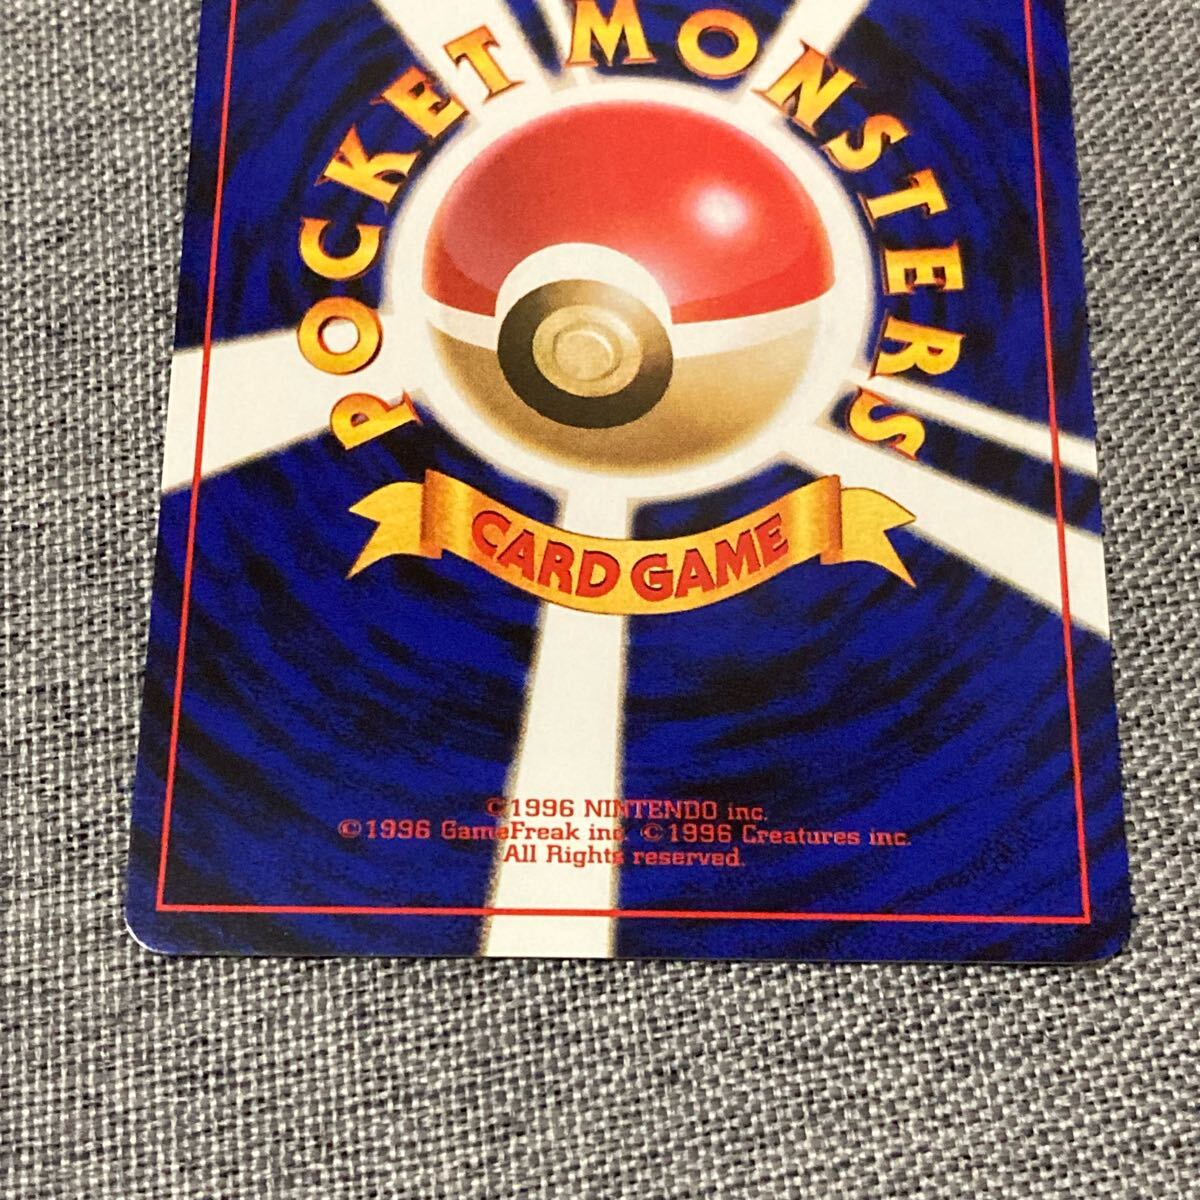 POCKET MONSTERS
CARD GAME
©1996 NINTENDO inc.
©1996 GameFreak inc. ©1996 Creatures inc.
All Rights reserved.